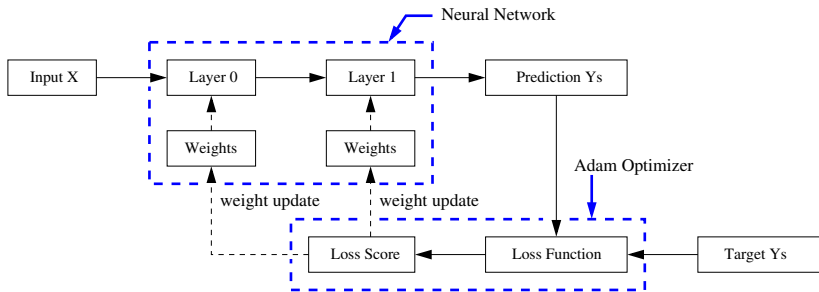 Neural Network
Input X
Layer 0
Layer 1
Prediction Ys
Weights
Weights
Adam Optimizer
weight update
weight update
Loss Score
Loss Function
Target Ys